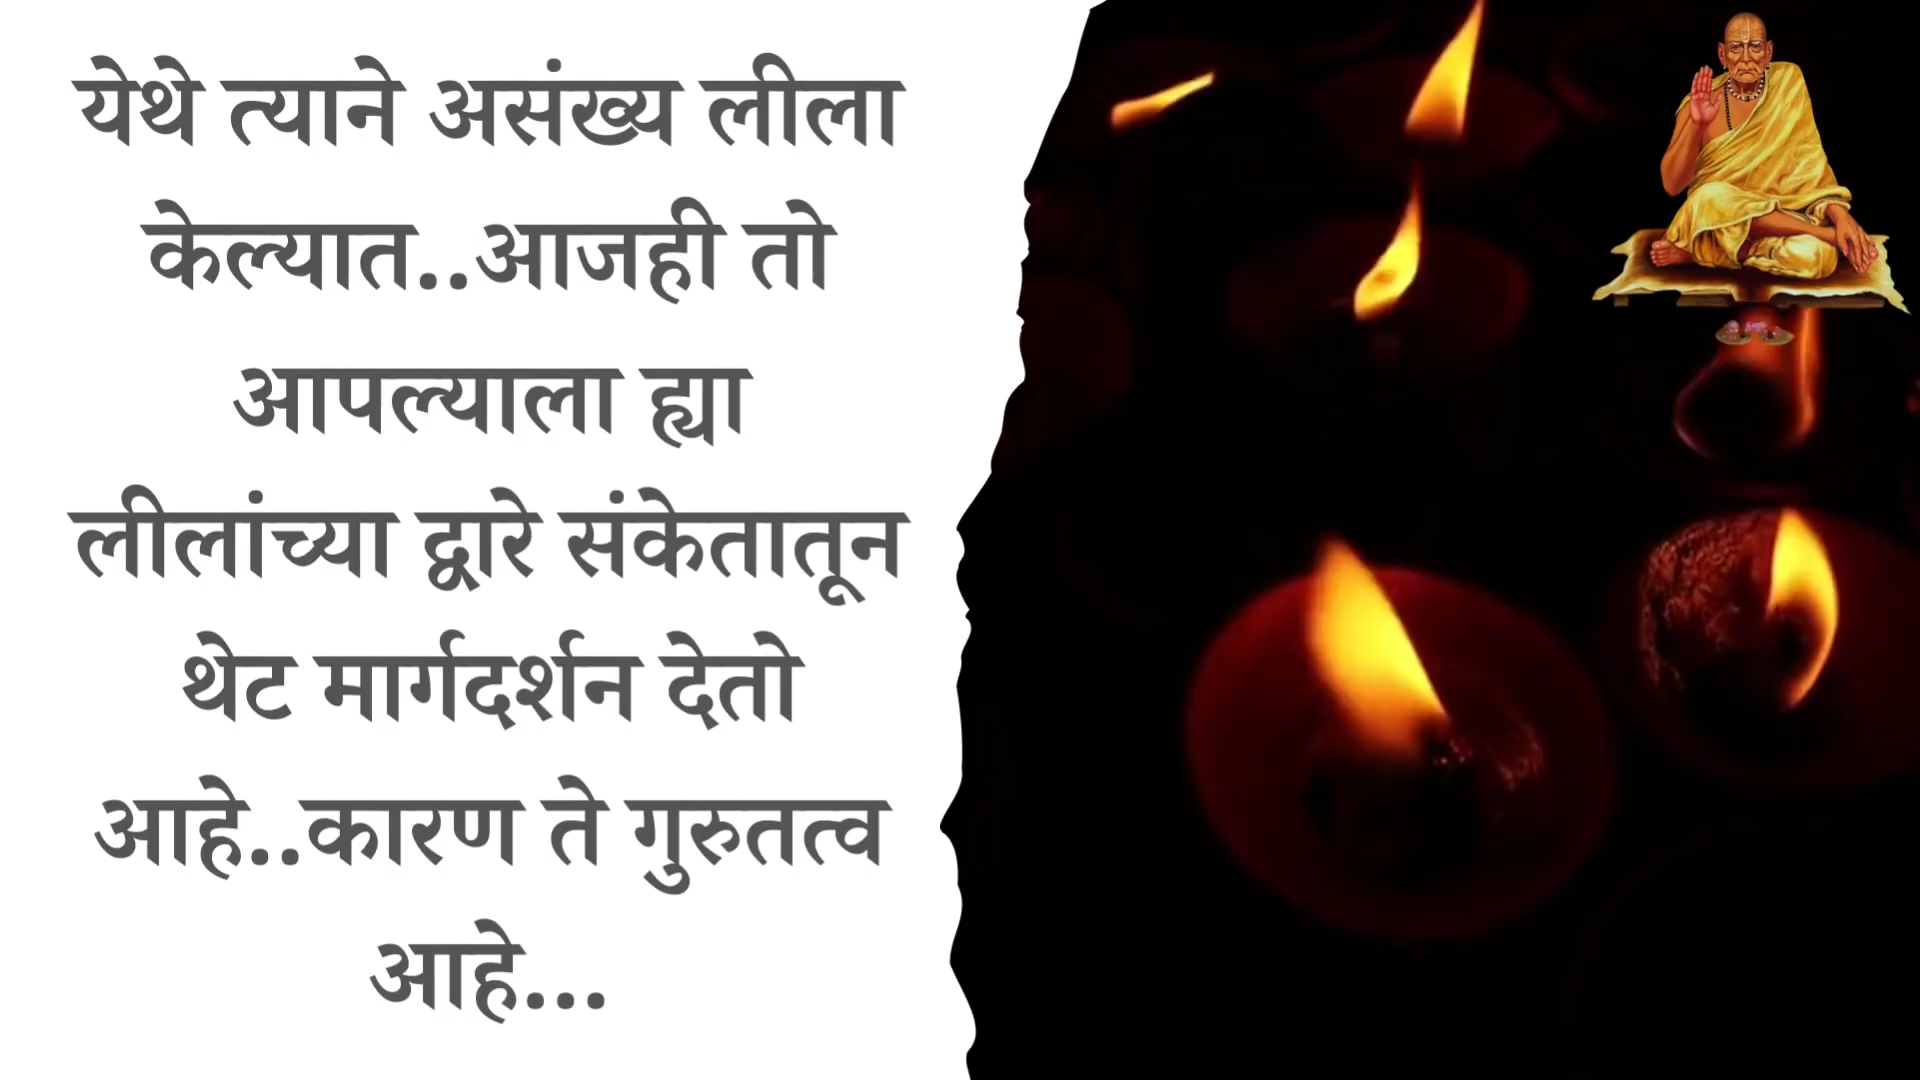 येथे त्याने असंख्य लीला
केल्यात..आजही तो
आपल्याला ह्या
लीलांच्या द्वारे संकेतातून
थेट मार्गदर्शन देतो
आहे..कारण ते गुरुतत्व
आहे...